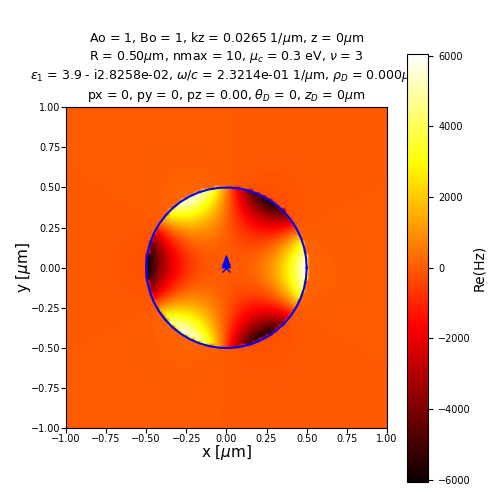 Ao = 1, Bo = 1, kz = 0.0265 1/μm, z = 0μm
R = 0.50μm, nmax = 10, μ_c = 0.3 eV, ν = 3
ε₁ = 3.9 - i2.8258e-02, ω/c = 2.3214e-01 1/μm, ρ_D = 0.000μ
px = 0, py = 0, pz = 0.00, θ_D = 0, z_D = 0μm
1.00
0.75
0.50
0.25
0.00
−0.25
−0.50
−0.75
−1.00
y [μm]
−1.00 −0.75 −0.50 −0.25 0.00 0.25 0.50 0.75 1.00
x [μm]
6000
4000
2000
0
−2000
−4000
−6000
Re(Hz)